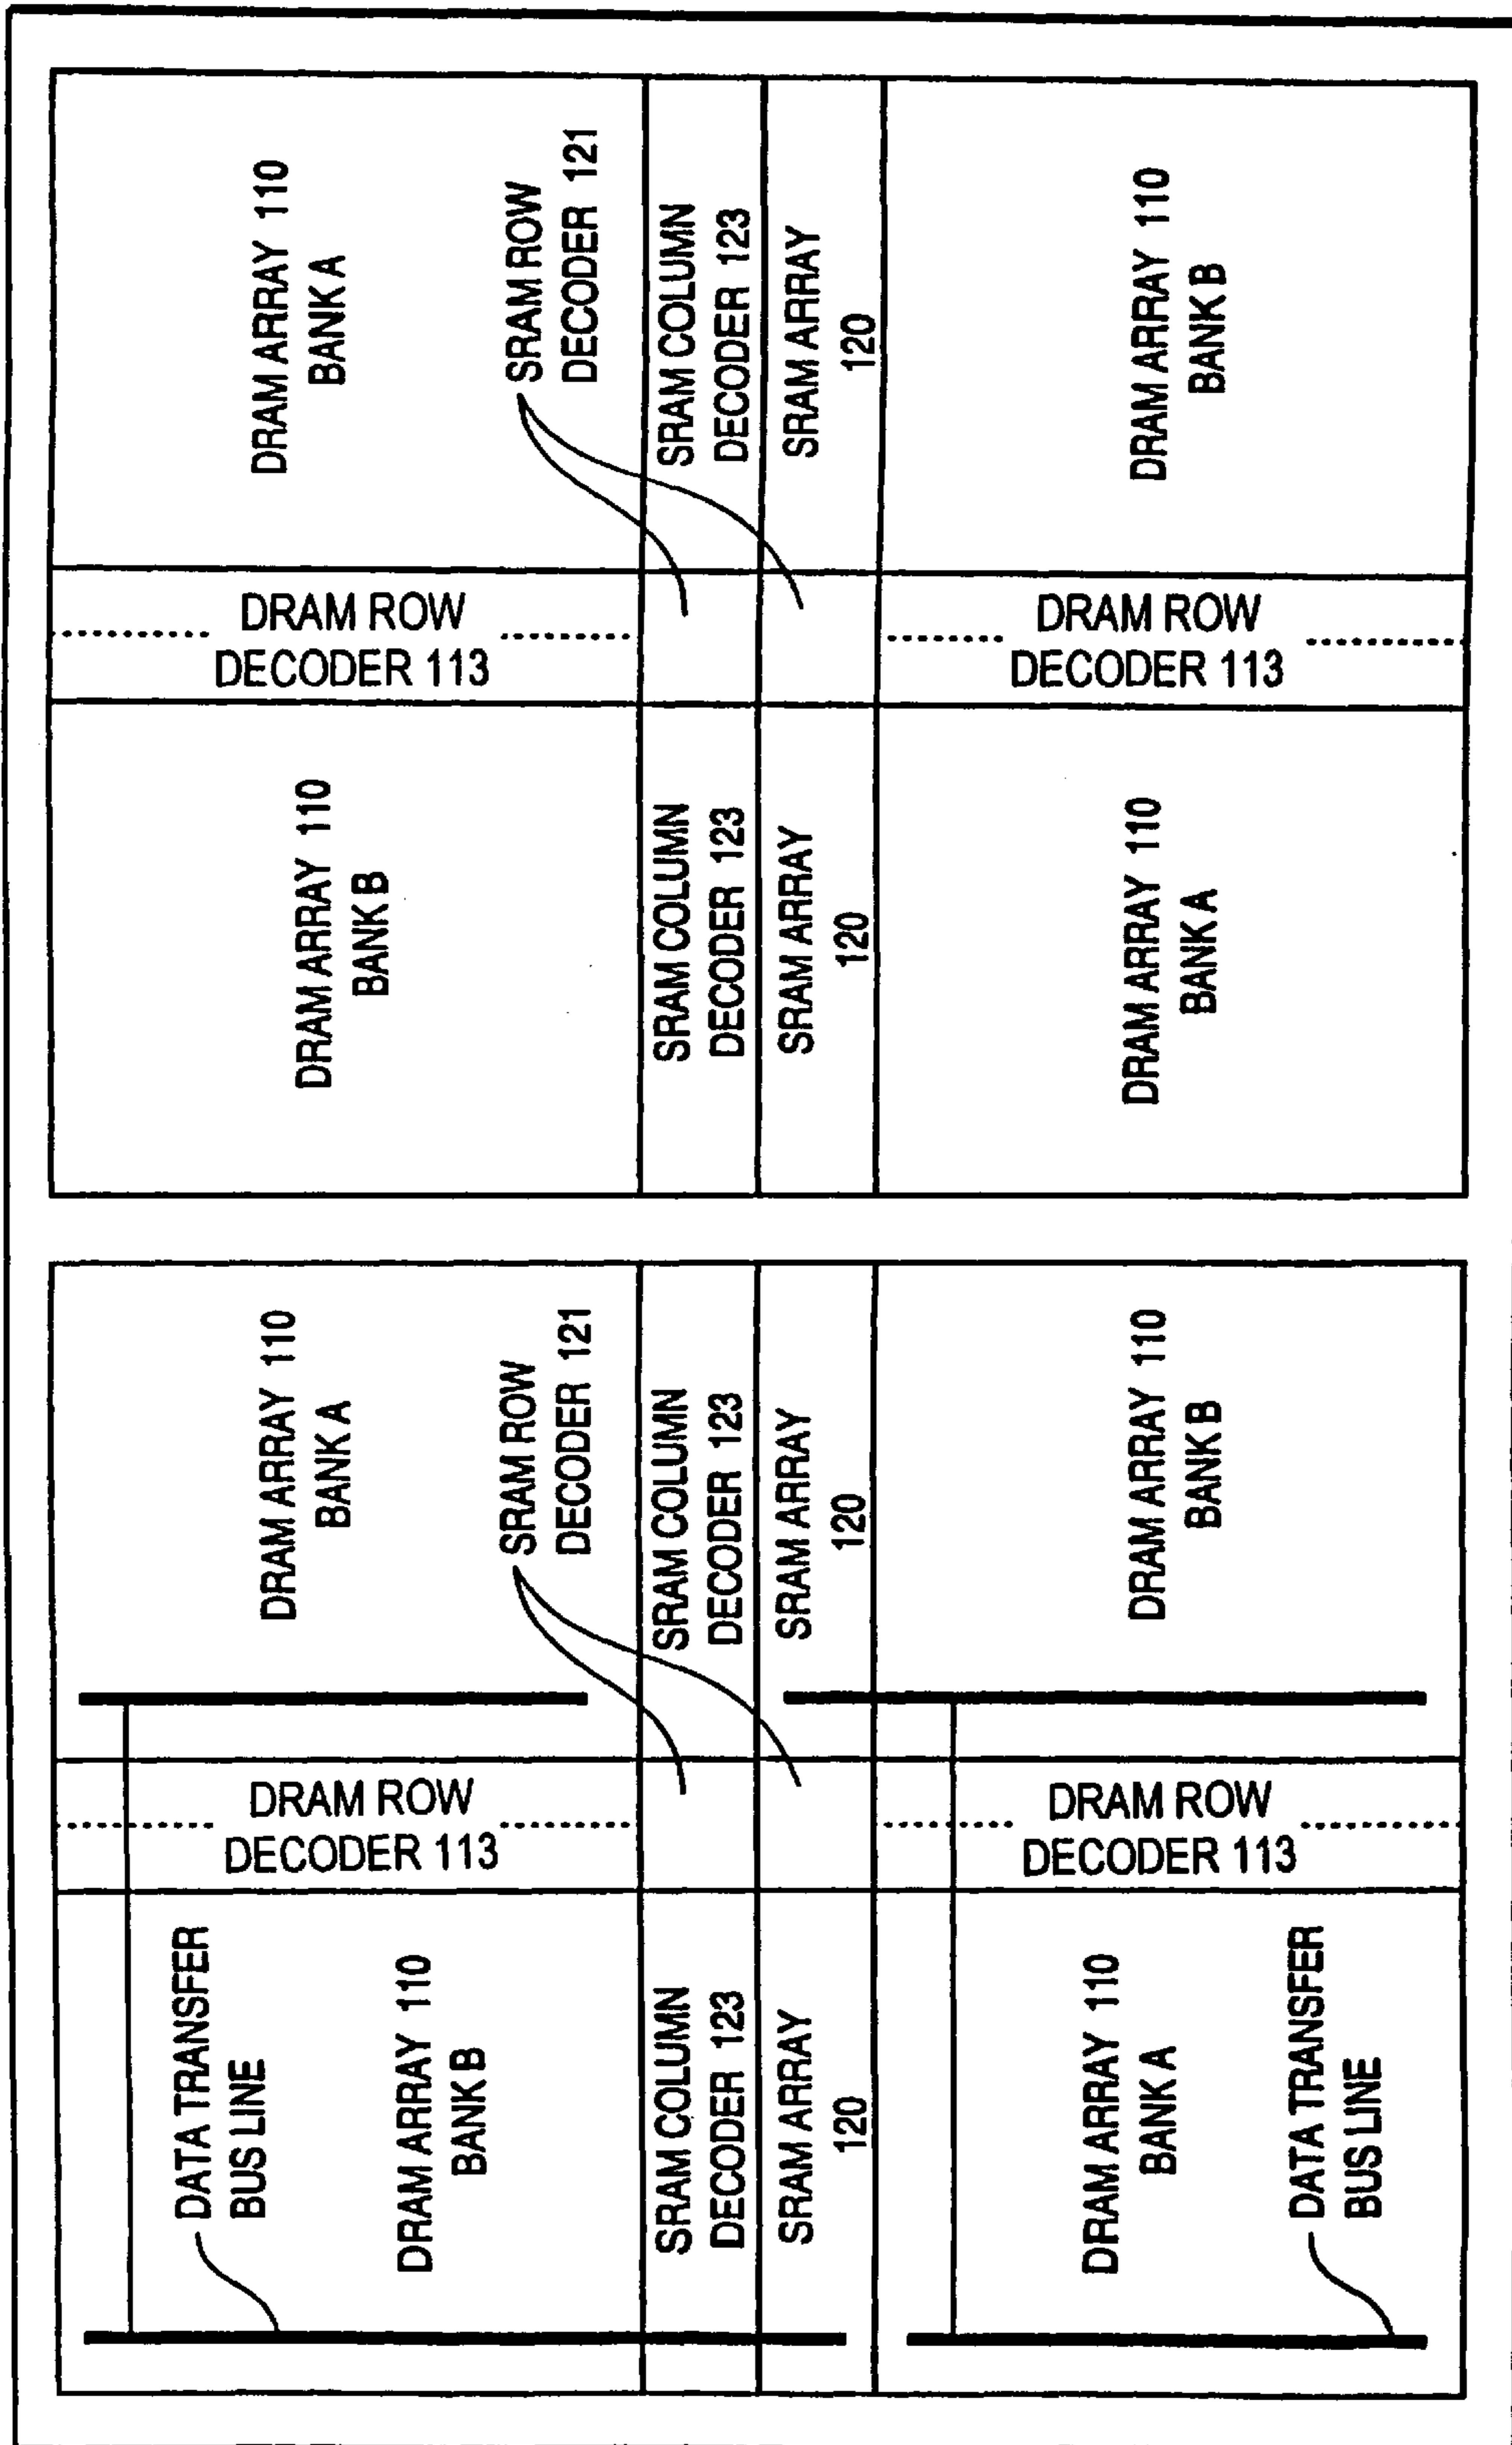 DRAM ARRAY 110
BANK A
SRAM ROW
DECODER 121
SRAM COLUMN
DECODER 123
SRAM ARRAY
120
DRAM ARRAY 110
BANK B
DRAM ROW
DECODER 113
DRAM ROW
DECODER 113
DRAM ARRAY 110
BANK B
SRAM COLUMN
DECODER 123
SRAM ARRAY
120
DRAM ARRAY 110
BANK A
DRAM ARRAY 110
BANK A
SRAM ROW
DECODER 121
SRAM COLUMN
DECODER 123
SRAM ARRAY
120
DRAM ARRAY 110
BANK B
DRAM ROW
DECODER 113
DRAM ROW
DECODER 113
DATA TRANSFER
BUS LINE
DRAM ARRAY 110
BANK B
SRAM COLUMN
DECODER 123
SRAM ARRAY
120
DRAM ARRAY 110
BANK A
DATA TRANSFER
BUS LINE